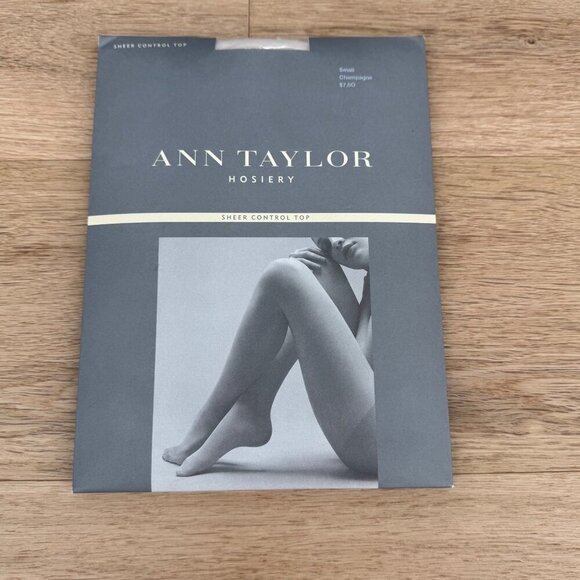 SHEER CONTROL TOP
Small
Champagne
$7.50
ANN TAYLOR
HOSIERY
SHEER CONTROL TOP